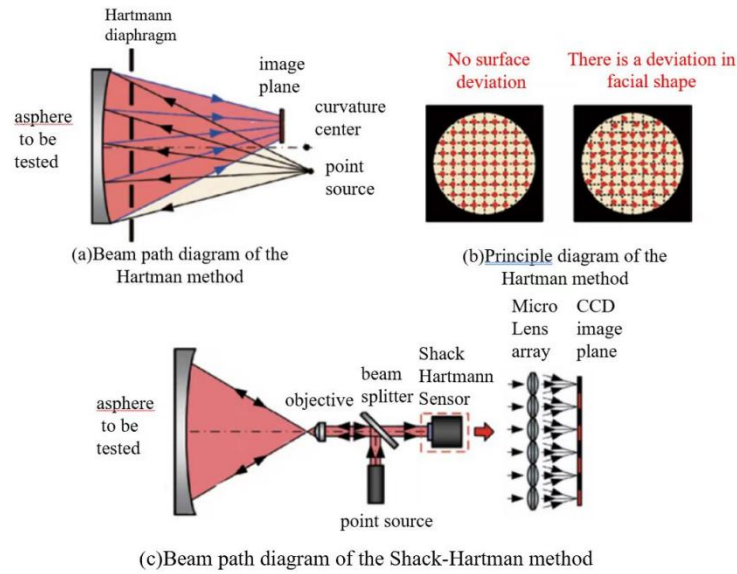 Hartmann
diaphragm
image
plane
curvature
center
asphere
to be
tested
point
source
(a)Beam path diagram of the
Hartman method
No surface
deviation
There is a deviation in
facial shape
(b)Principle diagram of the
Hartman method
Micro
Lens
array
CCD
image
plane
Shack
Hartmann
Sensor
beam
splitter
objective
asphere
to be
tested
point source
(c)Beam path diagram of the Shack-Hartman method